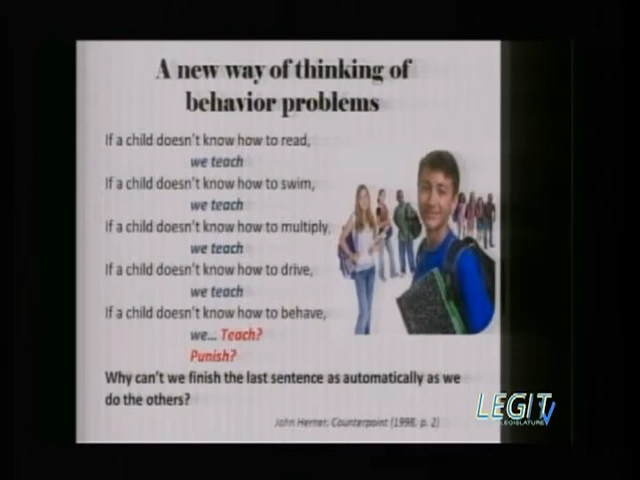 A new way of thinking of
behavior problems
If a child doesn't know how to read,
we teach
If a child doesn't know how to swim,
we teach
If a child doesn't know how to multiply,
we teach
If a child doesn't know how to drive,
we teach
If a child doesn't know how to behave,
we... Teach?
Punish?
Why can't we finish the last sentence as automatically as we
do the others?
John Herner, Counterpoint (1998, p. 2)
LEGIT
TV
LEGISLATURE